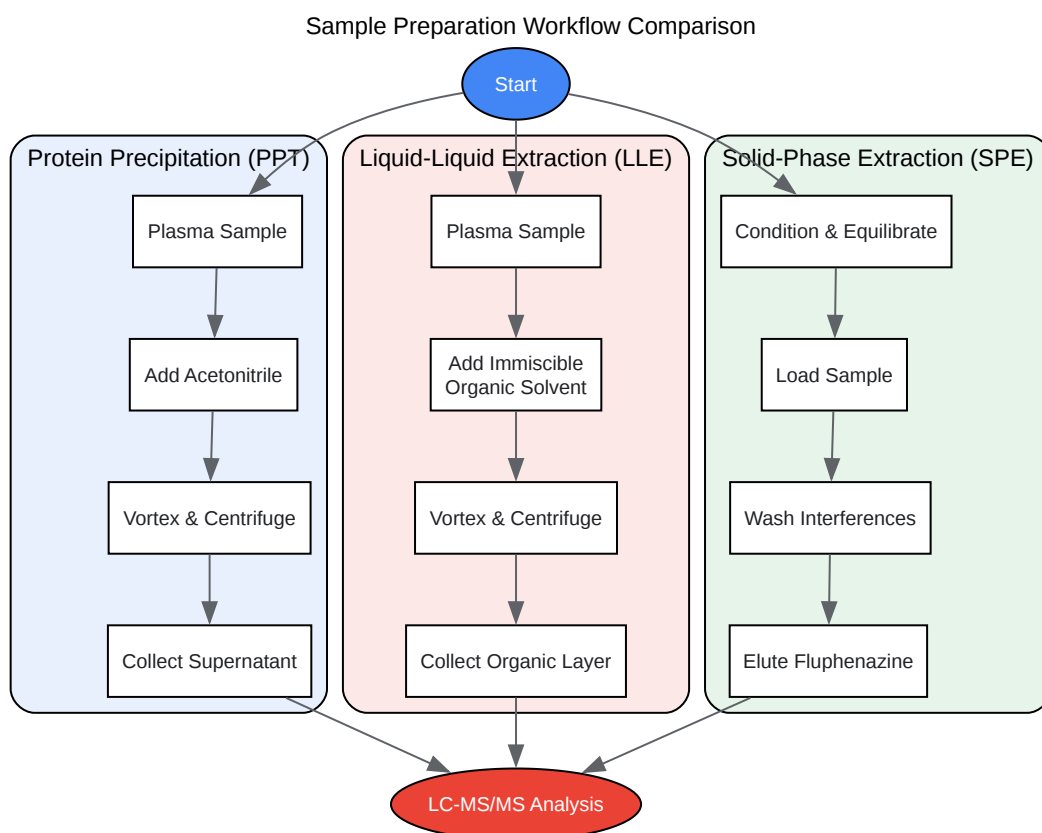 Sample Preparation Workflow Comparison
Start
Protein Precipitation (PPT)
Plasma Sample
Add Acetonitrile
Vortex & Centrifuge
Collect Supernatant
Liquid-Liquid Extraction (LLE)
Plasma Sample
Add Immiscible
Organic Solvent
Vortex & Centrifuge
Collect Organic Layer
Solid-Phase Extraction (SPE)
Condition & Equilibrate
Load Sample
Wash Interferences
Elute Fluphenazine
LC-MS/MS Analysis